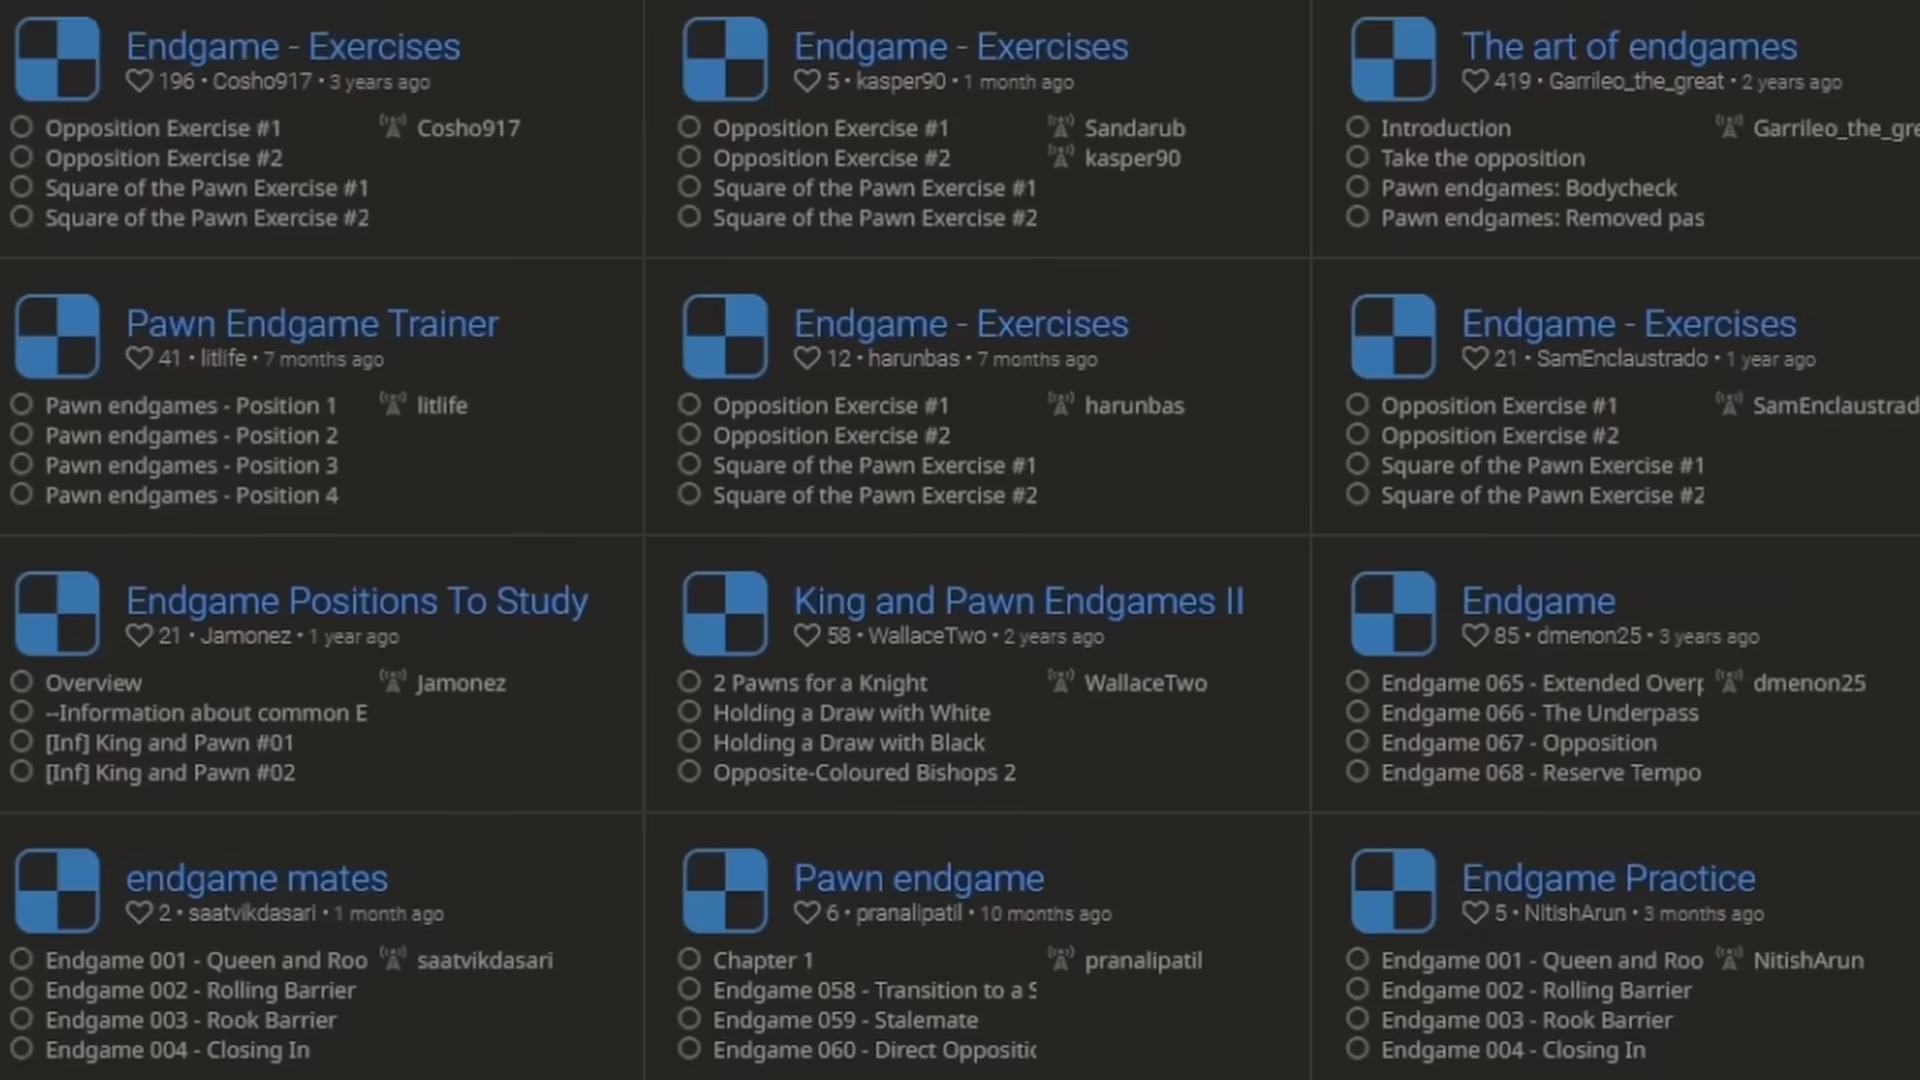 Endgame - Exercises
196 • Cosho917 • 3 years ago
Opposition Exercise #1
Opposition Exercise #2
Square of the Pawn Exercise #1
Square of the Pawn Exercise #2
Cosho917
Endgame - Exercises
5 • kasper90 • 1 month ago
Opposition Exercise #1
Opposition Exercise #2
Square of the Pawn Exercise #1
Square of the Pawn Exercise #2
Sandarub
kasper90
The art of endgames
419 • Garrileo_the_great • 2 years ago
Introduction
Take the opposition
Pawn endgames: Bodycheck
Pawn endgames: Removed pas
Garrileo_the_gre
Pawn Endgame Trainer
41 • litlife • 7 months ago
Pawn endgames - Position 1
Pawn endgames - Position 2
Pawn endgames - Position 3
Pawn endgames - Position 4
litlife
Endgame - Exercises
12 • harunbas • 7 months ago
Opposition Exercise #1
Opposition Exercise #2
Square of the Pawn Exercise #1
Square of the Pawn Exercise #2
harunbas
Endgame - Exercises
21 • SamEnclaustrado • 1 year ago
Opposition Exercise #1
Opposition Exercise #2
Square of the Pawn Exercise #1
Square of the Pawn Exercise #2
SamEnclaustrad
Endgame Positions To Study
21 • Jamonez • 1 year ago
Overview
--Information about common E
[Inf] King and Pawn #01
[Inf] King and Pawn #02
Jamonez
King and Pawn Endgames II
58 • WallaceTwo • 2 years ago
2 Pawns for a Knight
Holding a Draw with White
Holding a Draw with Black
Opposite-Coloured Bishops 2
WallaceTwo
Endgame
85 • dmenon25 • 3 years ago
Endgame 065 - Extended Overp
Endgame 066 - The Underpass
Endgame 067 - Opposition
Endgame 068 - Reserve Tempo
dmenon25
endgame mates
2 • saatvikdasari • 1 month ago
Endgame 001 - Queen and Roo
Endgame 002 - Rolling Barrier
Endgame 003 - Rook Barrier
Endgame 004 - Closing In
saatvikdasari
Pawn endgame
6 • pranalipatil • 10 months ago
Chapter 1
Endgame 058 - Transition to a S
Endgame 059 - Stalemate
Endgame 060 - Direct Oppositic
pranalipatil
Endgame Practice
5 • NitishArun • 3 months ago
Endgame 001 - Queen and Roo
Endgame 002 - Rolling Barrier
Endgame 003 - Rook Barrier
Endgame 004 - Closing In
NitishArun